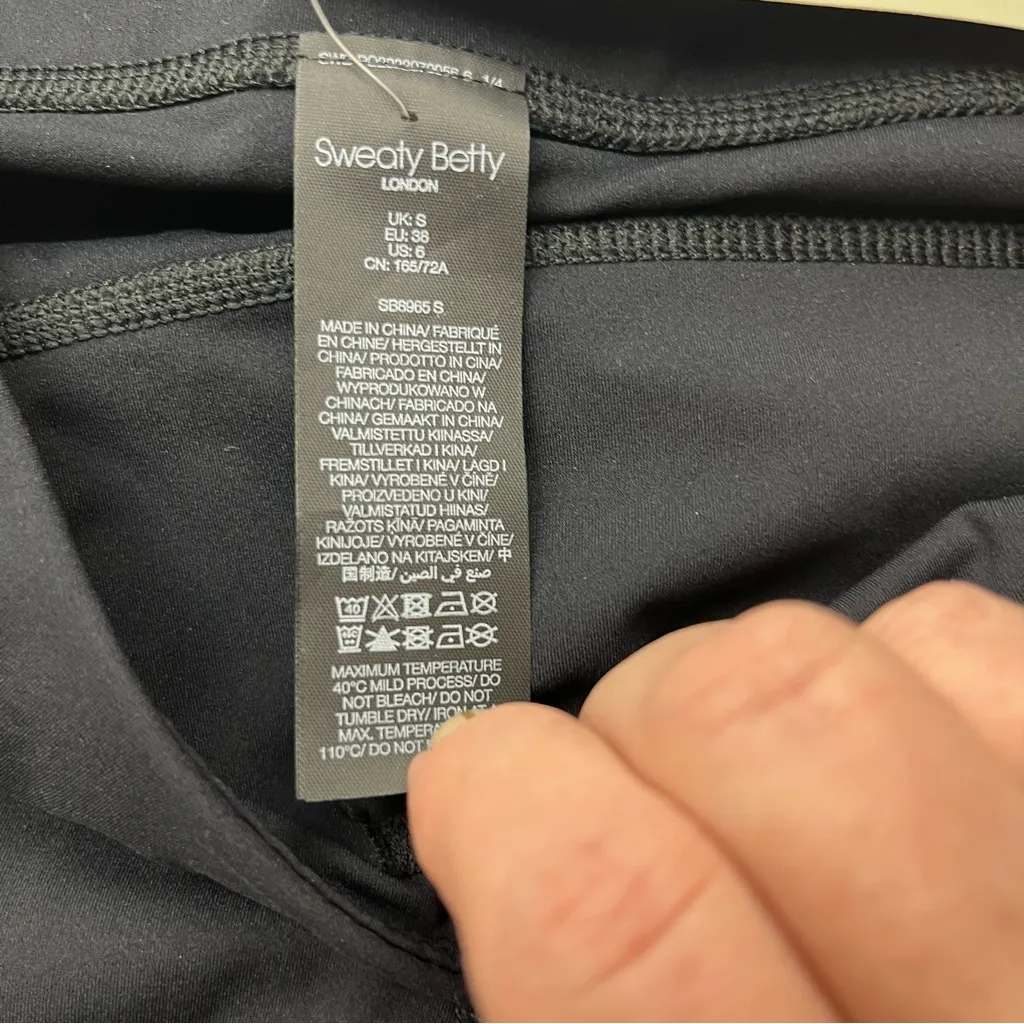 Sweaty Betty
LONDON
UK: S
EU: 38
US: 6
CN: 165/72A
SB8965 S
MADE IN CHINA/ FABRIQUÉ
EN CHINE/ HERGESTELLT IN
CHINA/ PRODOTTO IN CINA/
FABRICADO EN CHINA/
WYPRODUKOWANO W
CHINACH/ FABRICADO NA
CHINA/ GEMAAKT IN CHINA/
VALMISTETTU KIINASSA/
TILLVERKAD I KINA/
FREMSTILLET I KINA/ LAGD I
KINA/ VYROBENÉ V ČÍNĚ/
PROIZVEDENO U KINI/
VALMISTATUD HIINAS/
RAŽOTS ĶĪNĀ/ PAGAMINTA
KINIJOJE/ VYROBENÉ V ČÍNE/
IZDELANO NA KITAJSKEM/ 中
国制造/ صنع في الصين
40
MAXIMUM TEMPERATURE
40°C MILD PROCESS/ DO
NOT BLEACH/ DO NOT
TUMBLE DRY/ IRON AT A
MAX. TEMPERA
110°C/ DO NOT